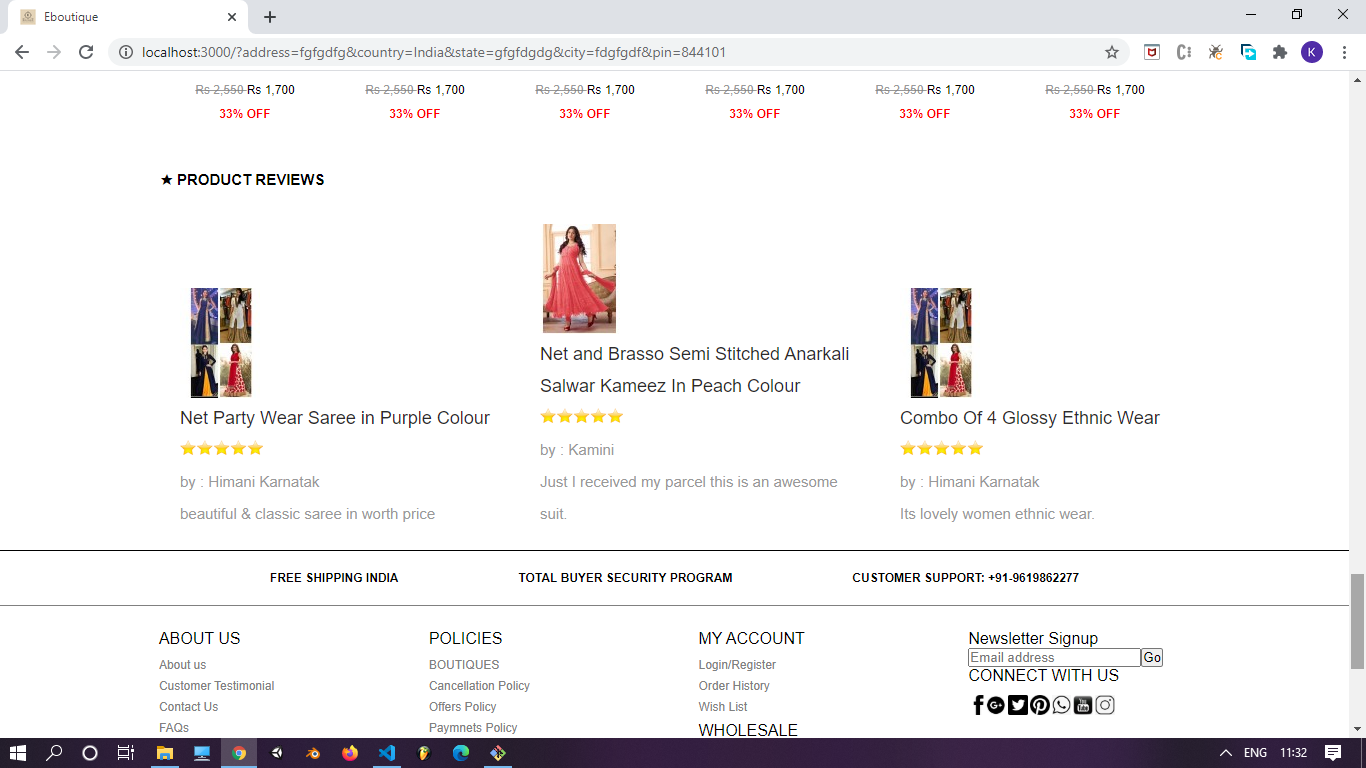 Eboutique
localhost:3000/?address=fgfgdfg&country=India&state=gfgfdgdg&city=fdgfgdf&pin=844101
K
Rs 2,550 Rs 1,700
33% OFF
Rs 2,550 Rs 1,700
33% OFF
Rs 2,550 Rs 1,700
33% OFF
Rs 2,550 Rs 1,700
33% OFF
Rs 2,550 Rs 1,700
33% OFF
Rs 2,550 Rs 1,700
33% OFF
★ PRODUCT REVIEWS
Net Party Wear Saree in Purple Colour
by : Himani Karnatak
beautiful & classic saree in worth price
Net and Brasso Semi Stitched Anarkali
Salwar Kameez In Peach Colour
by : Kamini
Just I received my parcel this is an awesome
suit.
Combo Of 4 Glossy Ethnic Wear
by : Himani Karnatak
Its lovely women ethnic wear.
FREE SHIPPING INDIA
TOTAL BUYER SECURITY PROGRAM
CUSTOMER SUPPORT: +91-9619862277
ABOUT US
About us
Customer Testimonial
Contact Us
FAQs
POLICIES
BOUTIQUES
Cancellation Policy
Offers Policy
Paymnets Policy
MY ACCOUNT
Login/Register
Order History
Wish List
WHOLESALE
Newsletter Signup
Email address Go
CONNECT WITH US
ENG 11:32